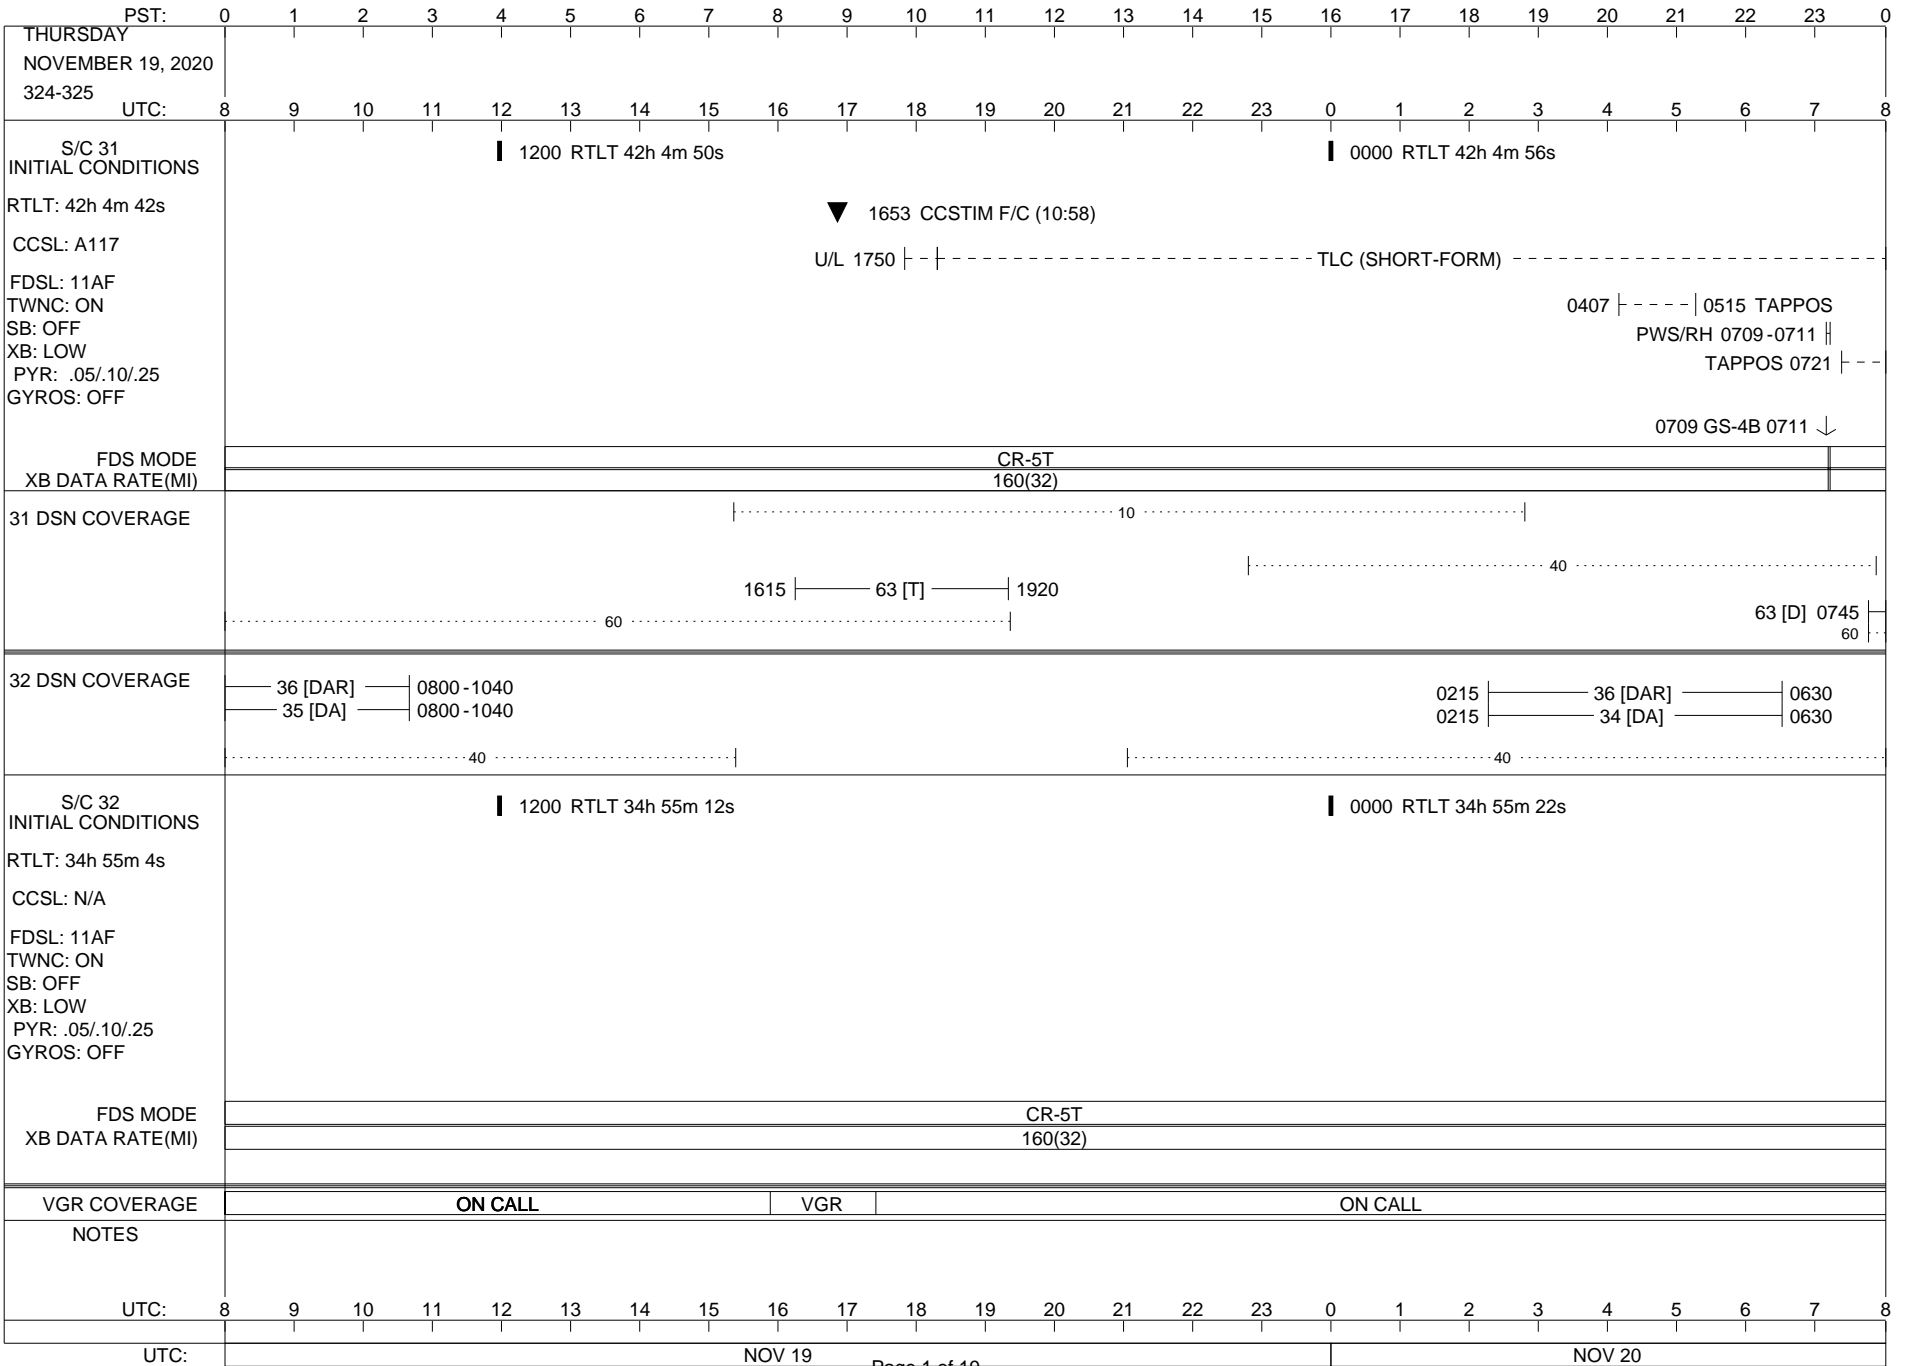 PST: 0 1 2 3 4 5 6 7 8 9 10 11 12 13 14 15 16 17 18 19 20 21 22 23 0
THURSDAY
NOVEMBER 19, 2020
324-325
UTC: 8 9 10 11 12 13 14 15 16 17 18 19 20 21 22 23 0 1 2 3 4 5 6 7 8
S/C 31
INITIAL CONDITIONS
1200 RTLT 42h 4m 50s
0000 RTLT 42h 4m 56s
RTLT: 42h 4m 42s
1653 CCSTIM F/C (10:58)
CCSL: A117
U/L 1750
TLC (SHORT-FORM)
FDSL: 11AF
TWNC: ON
0407
0515 TAPPOS
SB: OFF
PWS/RH 0709-0711
XB: LOW
TAPPOS 0721
PYR: .05/.10/.25
GYROS: OFF
0709 GS-4B 0711
FDS MODE
CR-5T
XB DATA RATE(MI)
160(32)
31 DSN COVERAGE
10
40
1615
63 [T]
1920
63 [D] 0745
60
60
32 DSN COVERAGE
36 [DAR] 0800-1040
35 [DA] 0800-1040
0215 36 [DAR] 0630
0215 34 [DA] 0630
40
40
S/C 32
INITIAL CONDITIONS
1200 RTLT 34h 55m 12s
0000 RTLT 34h 55m 22s
RTLT: 34h 55m 4s
CCSL: N/A
FDSL: 11AF
TWNC: ON
SB: OFF
XB: LOW
PYR: .05/.10/.25
GYROS: OFF
FDS MODE
CR-5T
XB DATA RATE(MI)
160(32)
VGR COVERAGE
ON CALL
VGR
ON CALL
NOTES
UTC: 8 9 10 11 12 13 14 15 16 17 18 19 20 21 22 23 0 1 2 3 4 5 6 7 8
UTC: NOV 19 NOV 20
Page 1 of 10